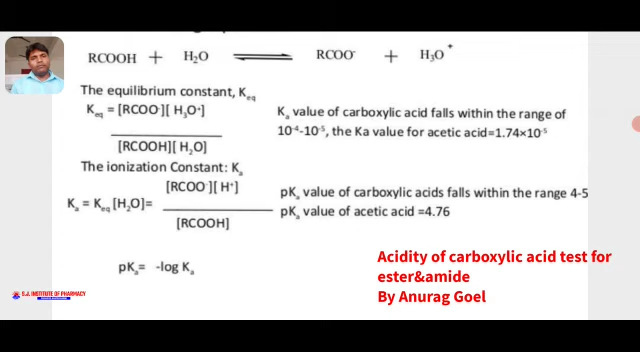 RCOOH + H₂O ⇌ RCOO⁻ + H₃O⁺
The equilibrium constant, Keq
Keq = [RCOO⁻][ H₃O⁺]
[RCOOH][ H₂O]
The ionization Constant: Ka
[RCOO⁻][ H⁺]
Ka = Keq [H₂O]=
[RCOOH]
pKa= -log Ka
Ka value of carboxylic acid falls within the range of
10⁻⁴-10⁻⁵, the Ka value for acetic acid=1.74×10⁻⁵
pKa value of carboxylic acids falls within the range 4-5
pKa value of acetic acid =4.76
Acidity of carboxylic acid test for
ester&amide
By Anurag Goel
INSTITUTE OF PHARMACY